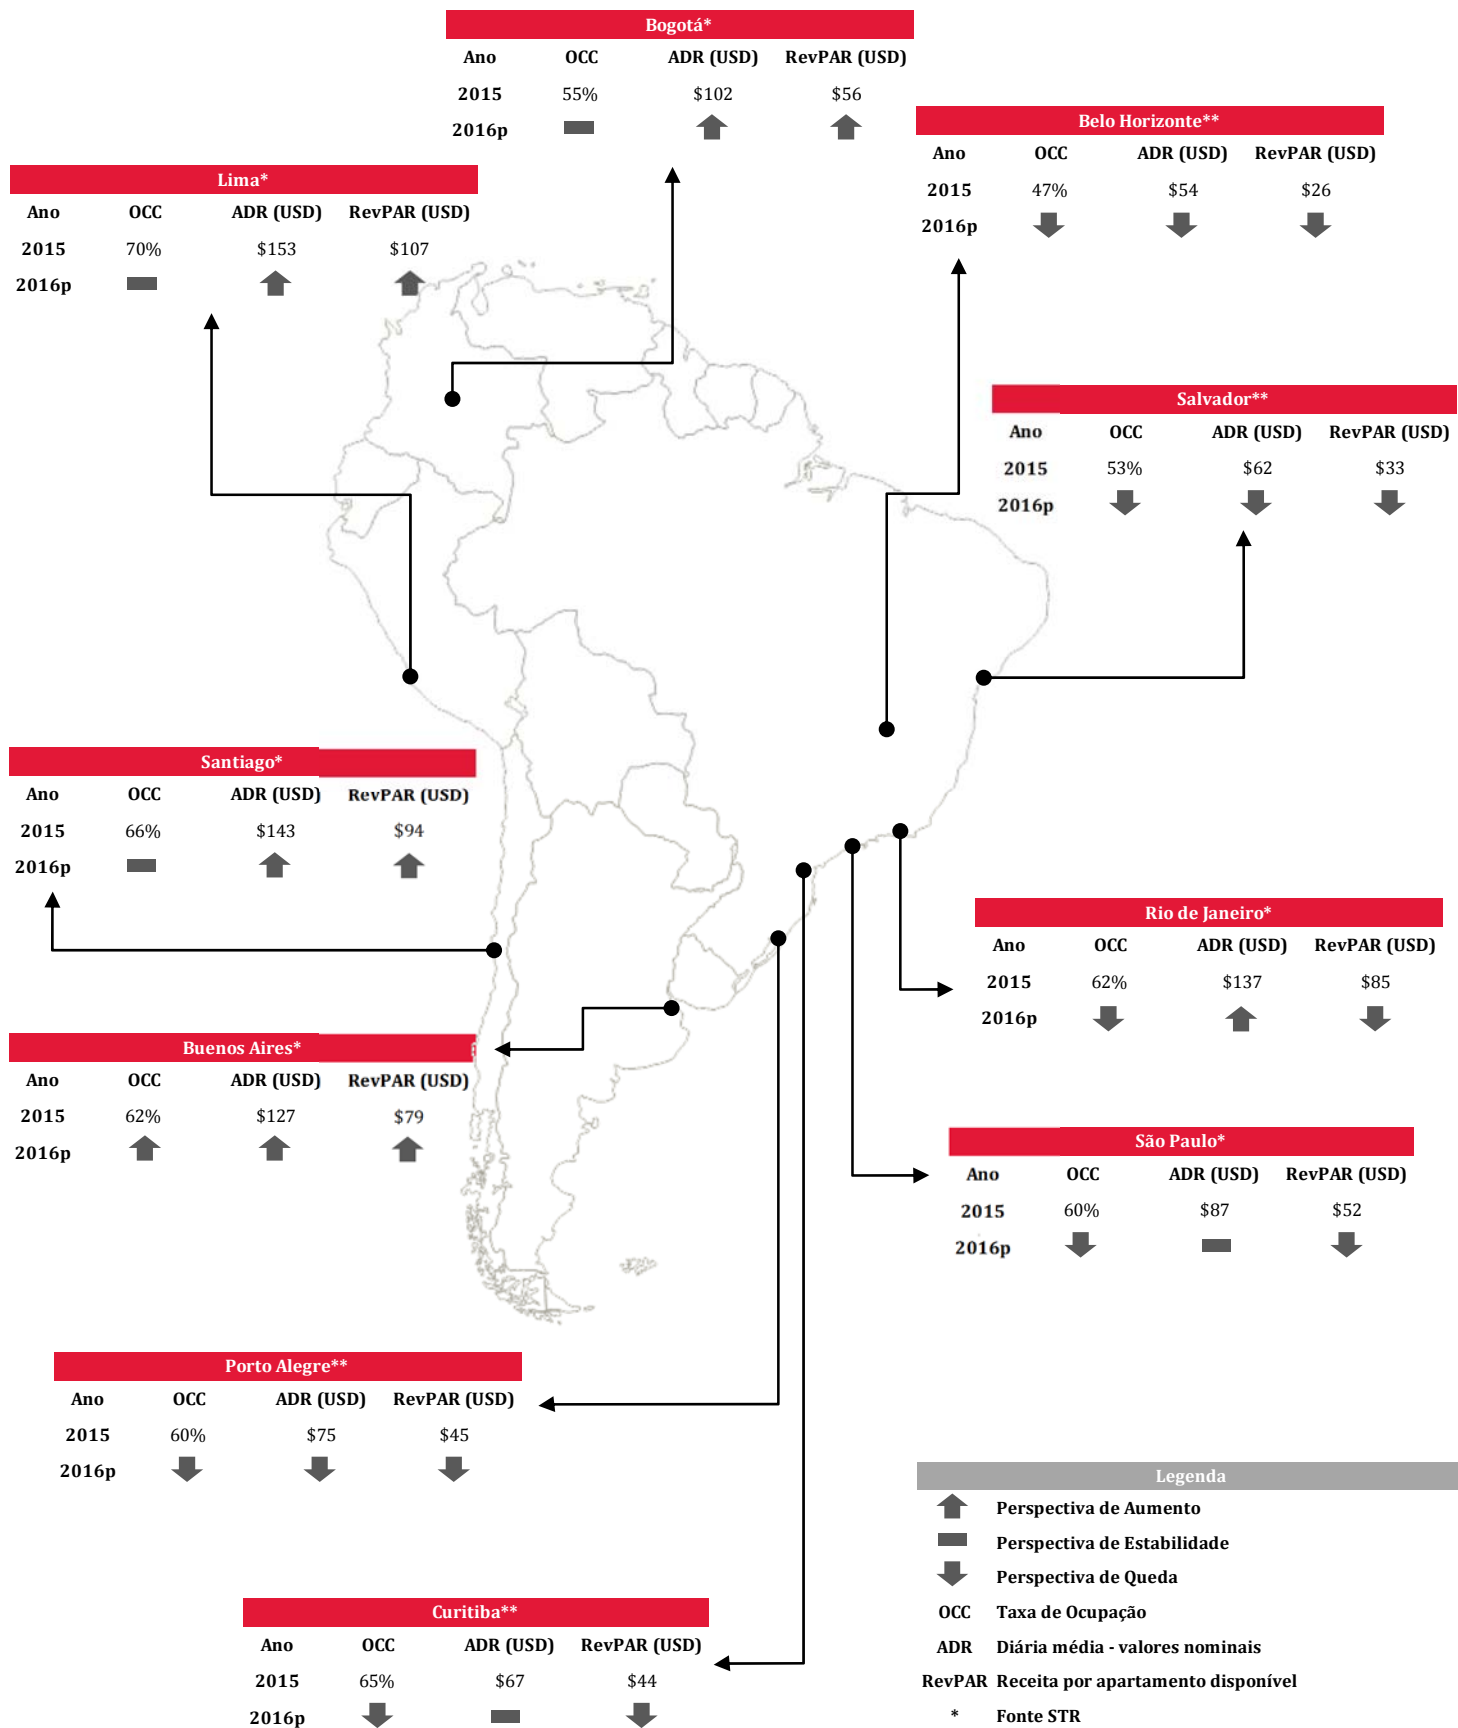 Bogotá*
Ano OCC ADR (USD) RevPAR (USD)
2015 55% $102 $56
2016p
Belo Horizonte**
Ano OCC ADR (USD) RevPAR (USD)
2015 47% $54 $26
2016p
Lima*
Ano OCC ADR (USD) RevPAR (USD)
2015 70% $153 $107
2016p
Salvador**
Ano OCC ADR (USD) RevPAR (USD)
2015 53% $62 $33
2016p
Santiago*
Ano OCC ADR (USD) RevPAR (USD)
2015 66% $143 $94
2016p
Rio de Janeiro*
Ano OCC ADR (USD) RevPAR (USD)
2015 62% $137 $85
2016p
Buenos Aires*
Ano OCC ADR (USD) RevPAR (USD)
2015 62% $127 $79
2016p
São Paulo*
Ano OCC ADR (USD) RevPAR (USD)
2015 60% $87 $52
2016p
Porto Alegre**
Ano OCC ADR (USD) RevPAR (USD)
2015 60% $75 $45
2016p
Curitiba**
Ano OCC ADR (USD) RevPAR (USD)
2015 65% $67 $44
2016p
Legenda
Perspectiva de Aumento
Perspectiva de Estabilidade
Perspectiva de Queda
OCC Taxa de Ocupação
ADR Diária média - valores nominais
RevPAR Receita por apartamento disponível
* Fonte STR